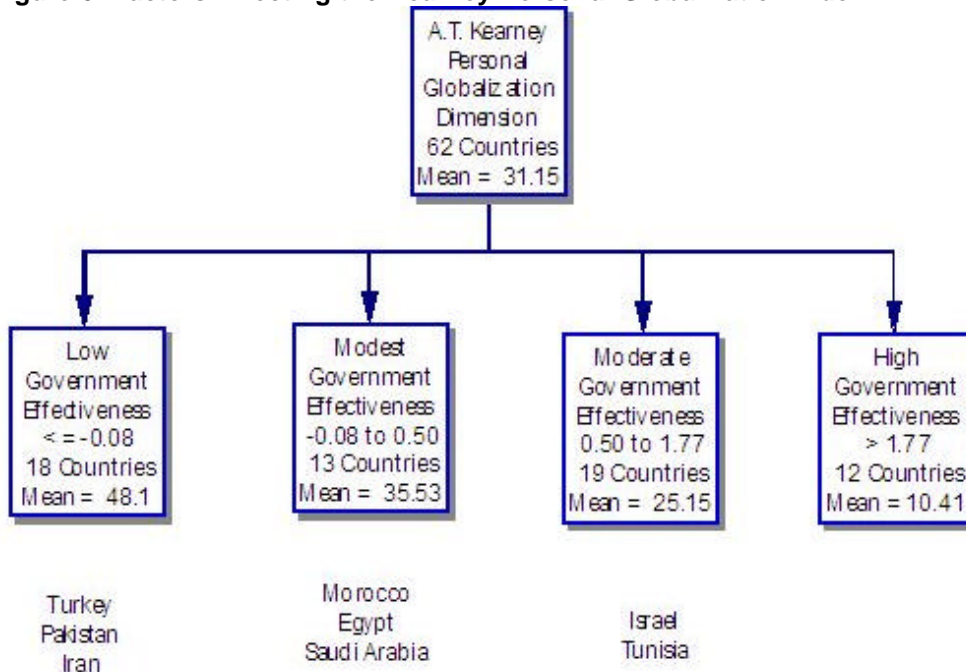 A.T. Kearney
Personal
Globalization
Dimension
62 Countries
Mean = 31.15
Low
Government
Effectiveness
< = -0.08
18 Countries
Mean = 48.1
Modest
Government
Effectiveness
-0.08 to 0.50
13 Countries
Mean = 35.53
Moderate
Government
Effectiveness
0.50 to 1.77
19 Countries
Mean = 25.15
High
Government
Effectiveness
> 1.77
12 Countries
Mean = 10.41
Turkey
Pakistan
Iran
Morocco
Egypt
Saudi Arabia
Israel
Tunisia